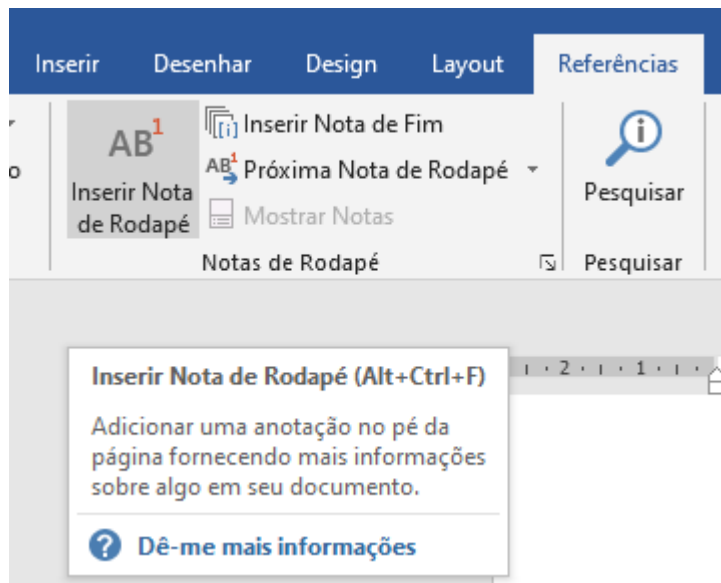 Inserir Desenhar Design Layout Referências
AB1
Inserir Nota
de Rodapé
[i] Inserir Nota de Fim
AB1 Próxima Nota de Rodapé
Mostrar Notas
Notas de Rodapé
i
Pesquisar
Pesquisar
2 1
Inserir Nota de Rodapé (Alt+Ctrl+F)
Adicionar uma anotação no pé da
página fornecendo mais informações
sobre algo em seu documento.
? Dê-me mais informações